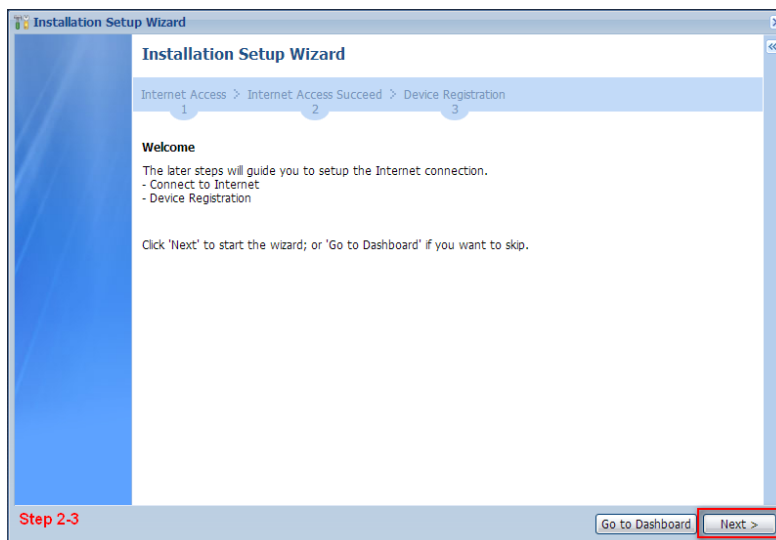 Installation Setup Wizard
Installation Setup Wizard
Internet Access > Internet Access Succeed > Device Registration
1 2 3
Welcome
The later steps will guide you to setup the Internet connection.
- Connect to Internet
- Device Registration
Click 'Next' to start the wizard; or 'Go to Dashboard' if you want to skip.
Step 2-3
Go to Dashboard Next >